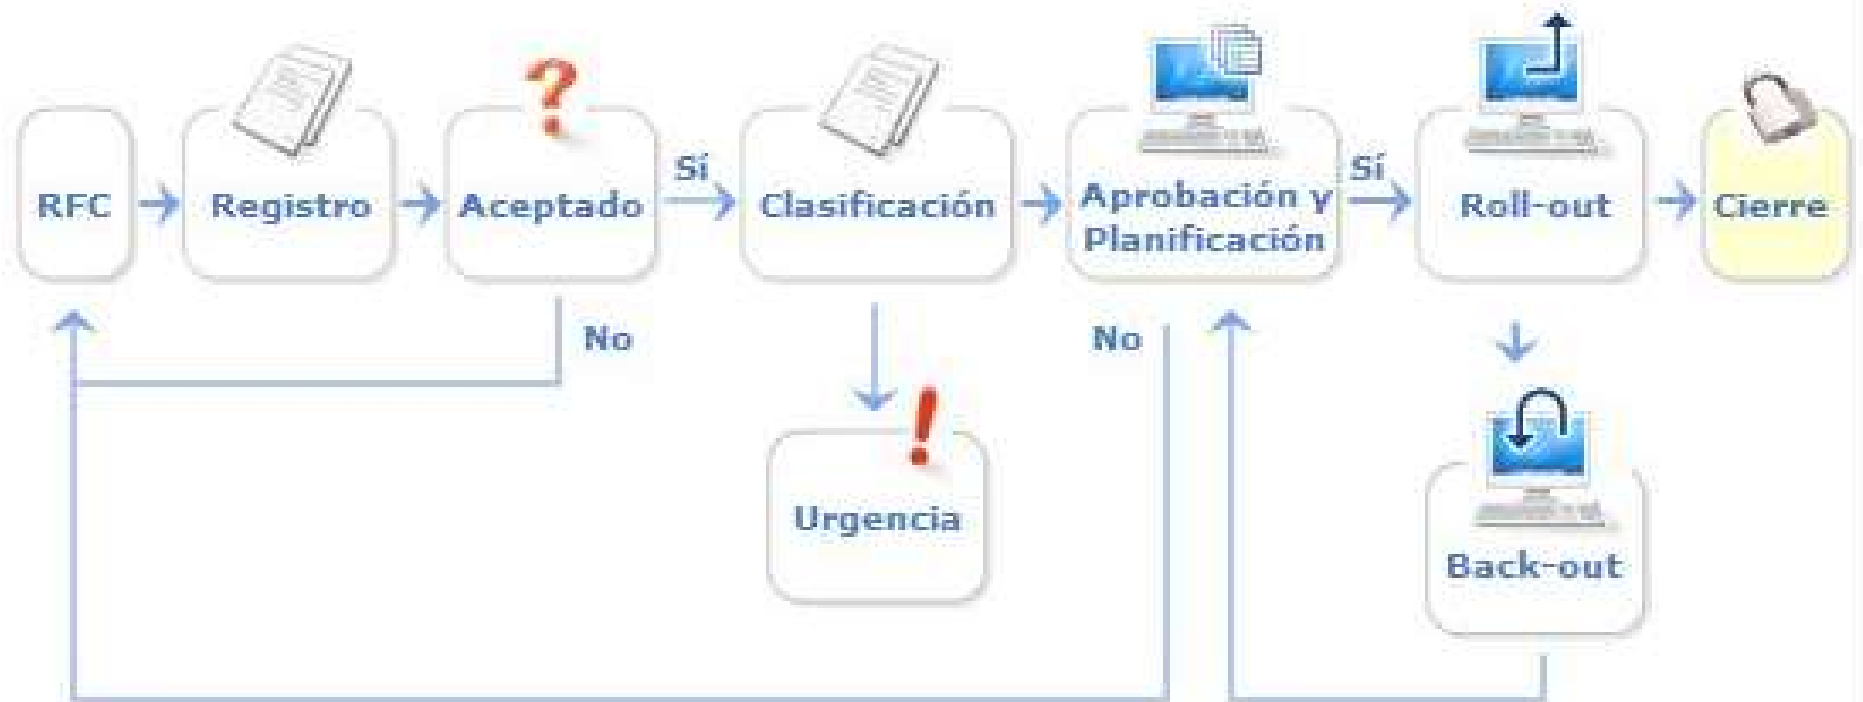 RFC
Registro
Aceptado
Sí
Clasificación
Aprobación y
Planificación
Sí
Roll-out
Cierre
No
No
Urgencia
Back-out